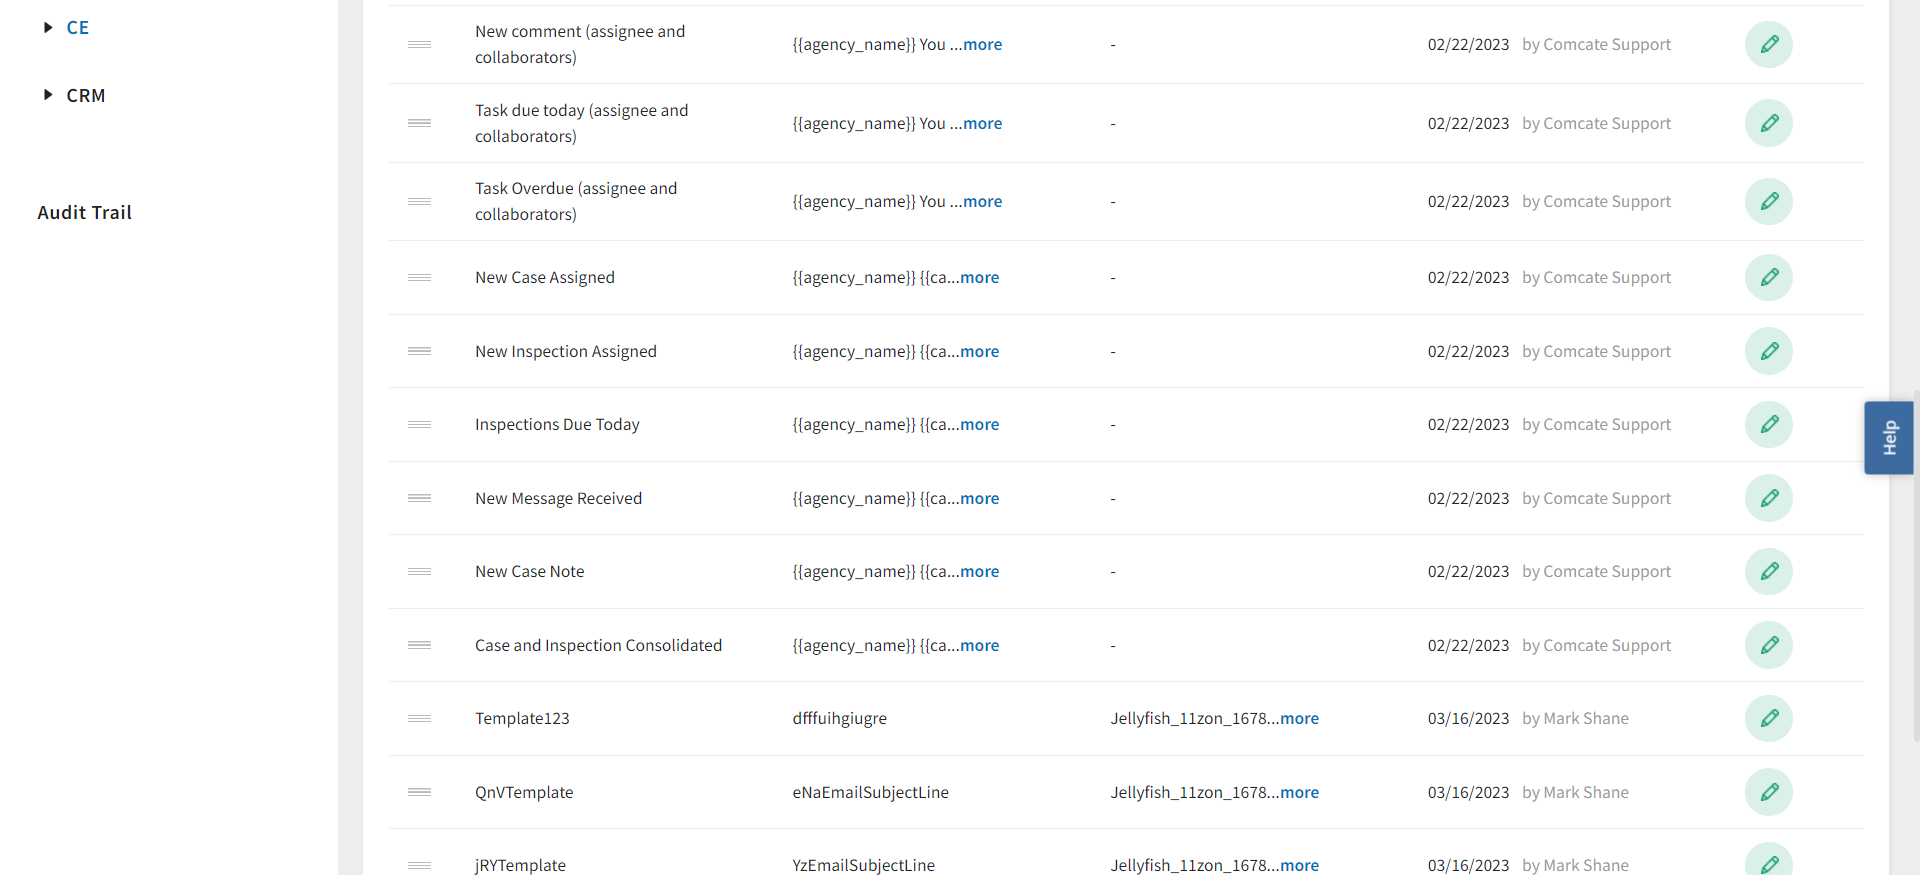 CE
CRM
Audit Trail
New comment (assignee and
collaborators)
{{agency_name}} You ...more
-
02/22/2023 by Comcate Support
Task due today (assignee and
collaborators)
{{agency_name}} You ...more
-
02/22/2023 by Comcate Support
Task Overdue (assignee and
collaborators)
{{agency_name}} You ...more
-
02/22/2023 by Comcate Support
New Case Assigned
{{agency_name}} {{ca...more
-
02/22/2023 by Comcate Support
New Inspection Assigned
{{agency_name}} {{ca...more
-
02/22/2023 by Comcate Support
Inspections Due Today
{{agency_name}} {{ca...more
-
02/22/2023 by Comcate Support
New Message Received
{{agency_name}} {{ca...more
-
02/22/2023 by Comcate Support
New Case Note
{{agency_name}} {{ca...more
-
02/22/2023 by Comcate Support
Case and Inspection Consolidated
{{agency_name}} {{ca...more
-
02/22/2023 by Comcate Support
Template123
dfffuihgiugre
Jellyfish_11zon_1678...more
03/16/2023 by Mark Shane
QnVTemplate
eNaEmailSubjectLine
Jellyfish_11zon_1678...more
03/16/2023 by Mark Shane
jRYTemplate
YzEmailSubjectLine
Jellyfish_11zon_1678...more
03/16/2023 by Mark Shane
Help